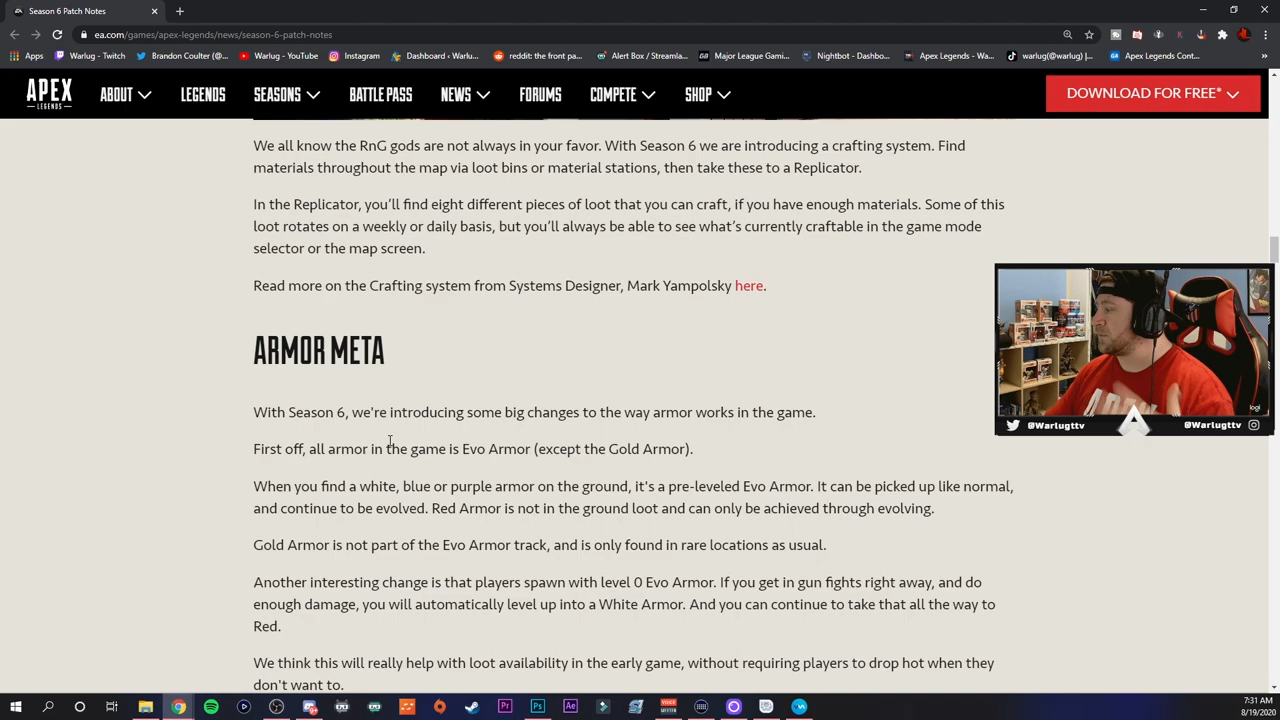 Season 6 Patch Notes
ea.com/games/apex-legends/news/season-6-patch-notes
Apps
Warlug - Twitch
Brandon Coulter (@...
Warlug - YouTube
Instagram
Dashboard ‹ Warlu...
reddit: the front pa...
Alert Box / Streamla...
Major League Gami...
Nightbot - Dashbo...
Apex Legends - Wa...
warlug(@warlug) |...
Apex Legends Cont...
APEX
LEGENDS
ABOUT
LEGENDS
SEASONS
BATTLE PASS
NEWS
FORUMS
COMPETE
SHOP
DOWNLOAD FOR FREE*
We all know the RnG gods are not always in your favor. With Season 6 we are introducing a crafting system. Find
materials throughout the map via loot bins or material stations, then take these to a Replicator.
In the Replicator, you'll find eight different pieces of loot that you can craft, if you have enough materials. Some of this
loot rotates on a weekly or daily basis, but you'll always be able to see what's currently craftable in the game mode
selector or the map screen.
Read more on the Crafting system from Systems Designer, Mark Yampolsky here.
ARMOR META
With Season 6, we're introducing some big changes to the way armor works in the game.
First off, all armor in the game is Evo Armor (except the Gold Armor).
When you find a white, blue or purple armor on the ground, it's a pre-leveled Evo Armor. It can be picked up like normal,
and continue to be evolved. Red Armor is not in the ground loot and can only be achieved through evolving.
Gold Armor is not part of the Evo Armor track, and is only found in rare locations as usual.
Another interesting change is that players spawn with level 0 Evo Armor. If you get in gun fights right away, and do
enough damage, you will automatically level up into a White Armor. And you can continue to take that all the way to
Red.
We think this will really help with loot availability in the early game, without requiring players to drop hot when they
don't want to.
logi
@Warlugttv
@Warlugttv
7:31 AM
8/19/2020